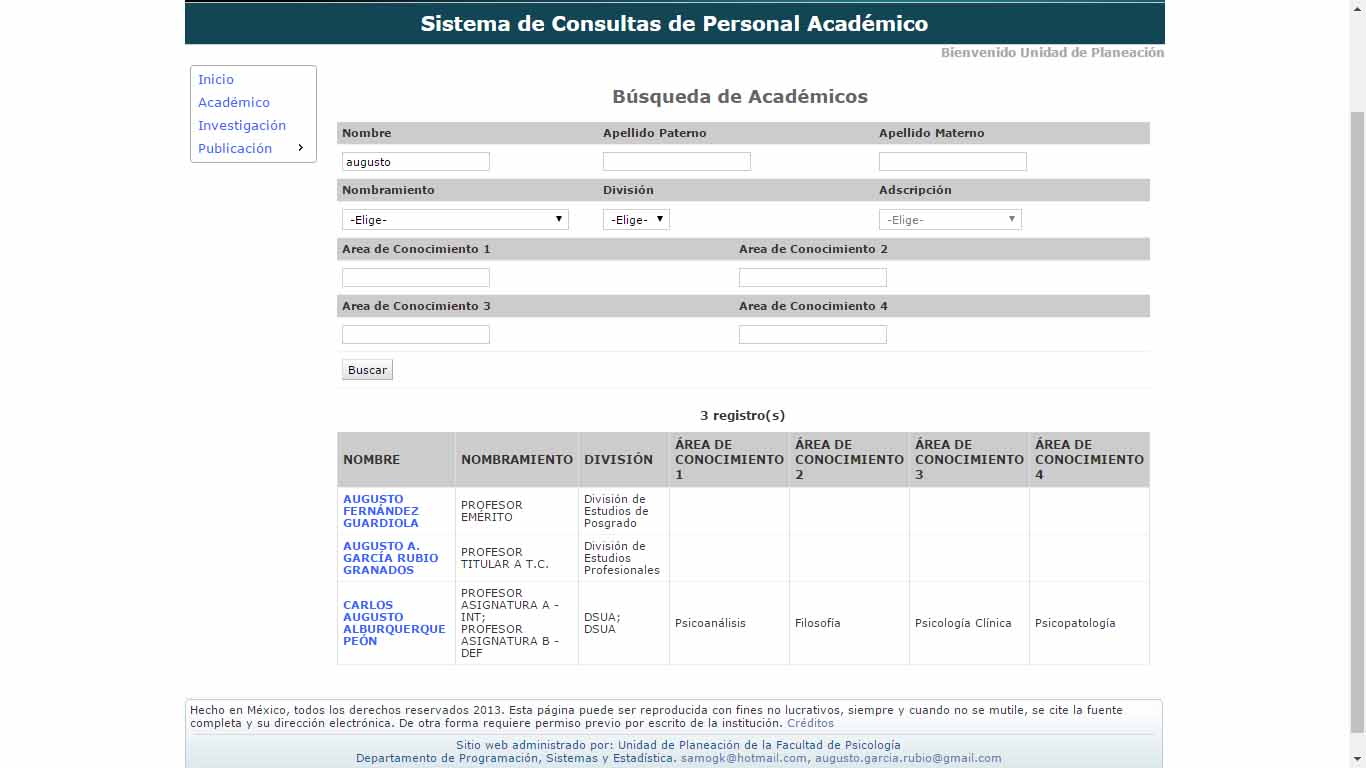 Sistema de Consultas de Personal Académico
Bienvenido Unidad de Planeación
Inicio
Académico
Investigación
Publicación
Búsqueda de Académicos
Nombre Apellido Paterno Apellido Materno
augusto
Nombramiento División Adscripción
-Elige- -Elige- -Elige-
Area de Conocimiento 1 Area de Conocimiento 2
Area de Conocimiento 3 Area de Conocimiento 4
Buscar
3 registro(s)
NOMBRE NOMBRAMIENTO DIVISIÓN ÁREA DE CONOCIMIENTO 1 ÁREA DE CONOCIMIENTO 2 ÁREA DE CONOCIMIENTO 3 ÁREA DE CONOCIMIENTO 4
AUGUSTO
FERNÁNDEZ
GUARDIOLA
PROFESOR
EMÉRITO
División de
Estudios de
Posgrado
AUGUSTO A.
GARCÍA RUBIO
GRANADOS
PROFESOR
TITULAR A T.C.
División de
Estudios
Profesionales
CARLOS
AUGUSTO
ALBURQUERQUE
PEÓN
PROFESOR
ASIGNATURA A -
INT;
PROFESOR
ASIGNATURA B -
DEF
DSUA;
DSUA
Psicoanálisis
Filosofia
Psicología Clínica
Psicopatología
Hecho en México, todos los derechos reservados 2013. Esta página puede ser reproducida con fines no lucrativos, siempre y cuando no se mutile, se cite la fuente
completa y su dirección electrónica. De otra forma requiere permiso previo por escrito de la institución. Créditos
Sitio web administrado por: Unidad de Planeación de la Facultad de Psicología
Departamento de Programación, Sistemas y Estadística. samogk@hotmail.com, augusto.garcia.rubio@gmail.com